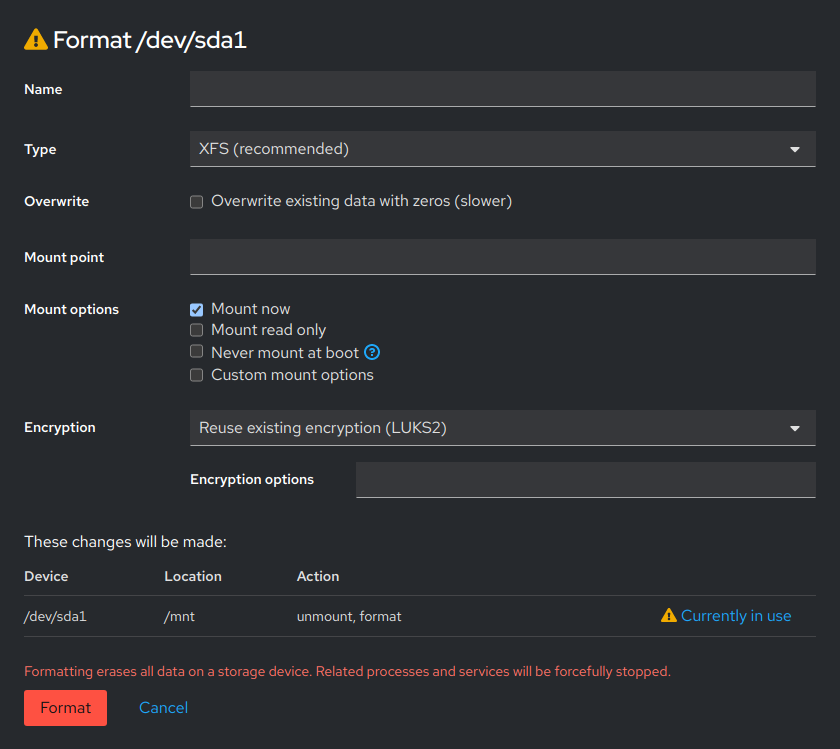 Format /dev/sda1
Name
Type XFS (recommended)
Overwrite Overwrite existing data with zeros (slower)
Mount point
Mount options Mount now
Mount read only
Never mount at boot ?
Custom mount options
Encryption Reuse existing encryption (LUKS2)
Encryption options
These changes will be made:
Device Location Action
/dev/sda1 /mnt unmount, format Currently in use
Formatting erases all data on a storage device. Related processes and services will be forcefully stopped.
Format Cancel